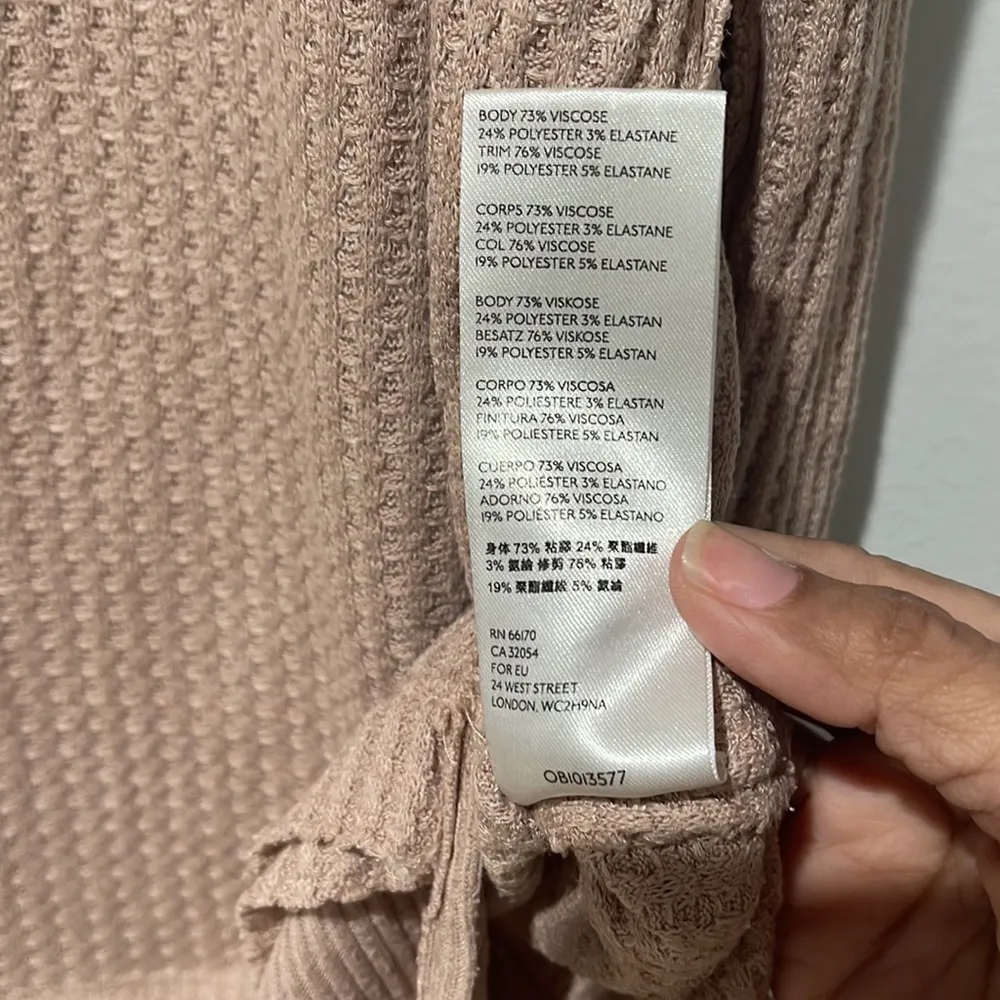 BODY 73% VISCOSE
24% POLYESTER 3% ELASTANE
TRIM 76% VISCOSE
19% POLYESTER 5% ELASTANE
CORPS 73% VISCOSE
24% POLYESTER 3% ELASTANE
COL 76% VISCOSE
19% POLYESTER 5% ELASTANE
BODY 73% VISKOSE
24% POLYESTER 3% ELASTAN
BESATZ 76% VISKOSE
19% POLYESTER 5% ELASTAN
CORPO 73% VISCOSA
24% POLIESTERE 3% ELASTAN
FINITURA 76% VISCOSA
19% POLIESTERE 5% ELASTAN
CUERPO 73% VISCOSA
24% POLIÉSTER 3% ELASTANO
ADORNO 76% VISCOSA
19% POLIÉSTER 5% ELASTANO
身体 73% 粘膠 24% 聚酯纖維
3% 氨綸 修剪 76% 粘膠
19% 聚酯纖維 5% 氨綸
RN 66170
CA 32054
FOR EU
24 WEST STREET
LONDON, WC2H9NA
OB1013577